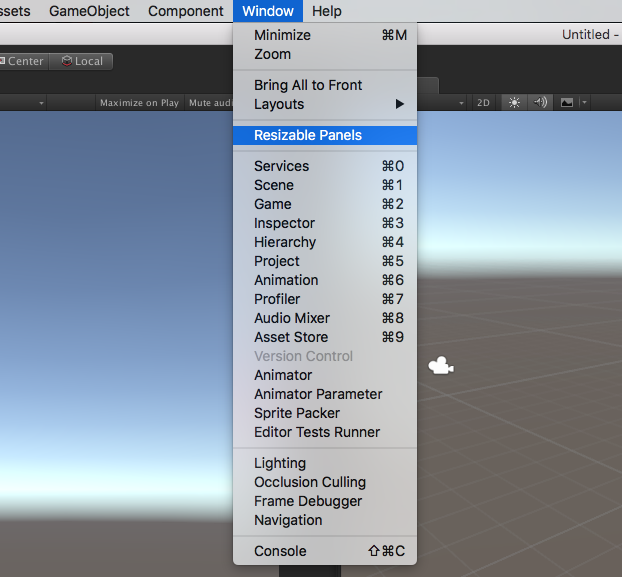 ssets GameObject Component Window Help
Untitled -
Center Local
Maximize on Play Mute audi
2D
Minimize ⌘M
Zoom
Bring All to Front
Layouts ▶
Resizable Panels
Services ⌘0
Scene ⌘1
Game ⌘2
Inspector ⌘3
Hierarchy ⌘4
Project ⌘5
Animation ⌘6
Profiler ⌘7
Audio Mixer ⌘8
Asset Store ⌘9
Version Control
Animator
Animator Parameter
Sprite Packer
Editor Tests Runner
Lighting
Occlusion Culling
Frame Debugger
Navigation
Console ⇧⌘C